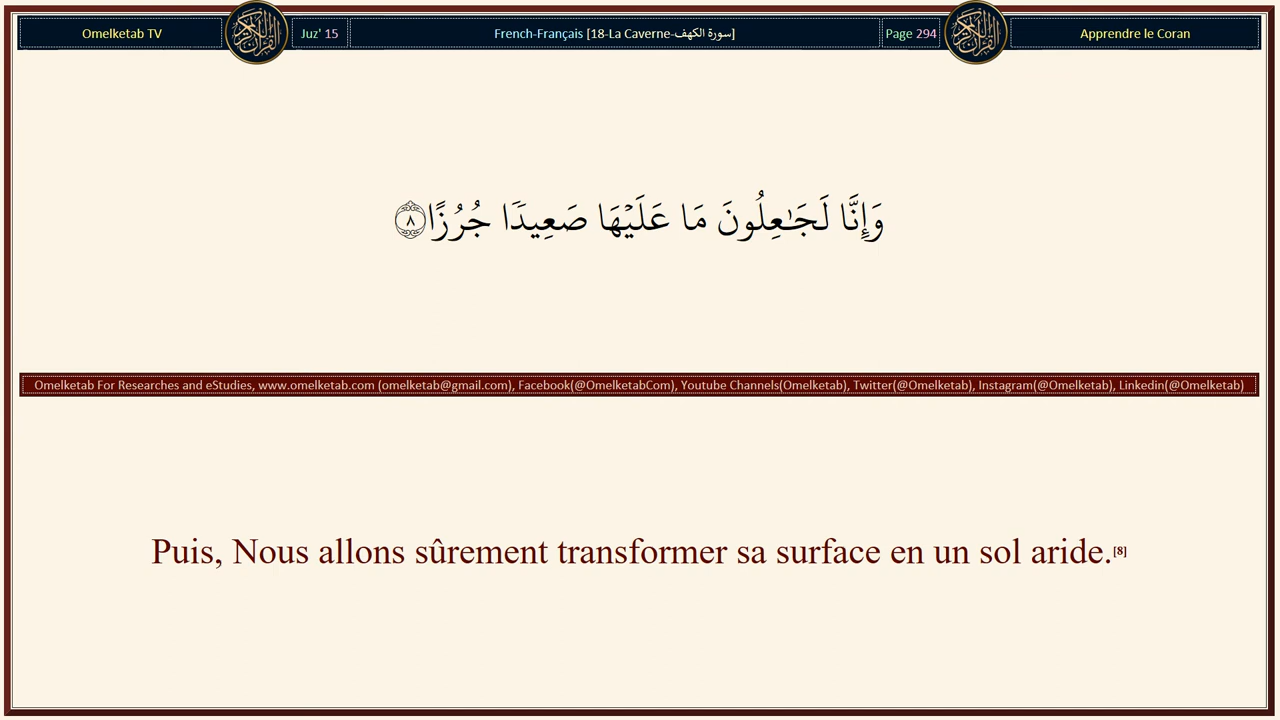 Omelketab TV
Juz' 15
French-Français [18-La Caverne-سورة الكهف]
Page 294
Apprendre le Coran
وَإِنَّا لَجَـٰعِلُونَ مَا عَلَيْهَا صَعِيدًا جُرُزًا ٨
Omelketab For Researches and eStudies, www.omelketab.com (omelketab@gmail.com), Facebook(@OmelketabCom), Youtube Channels(Omelketab), Twitter(@Omelketab), Instagram(@Omelketab), Linkedin(@Omelketab)
Puis, Nous allons sûrement transformer sa surface en un sol aride.[8]